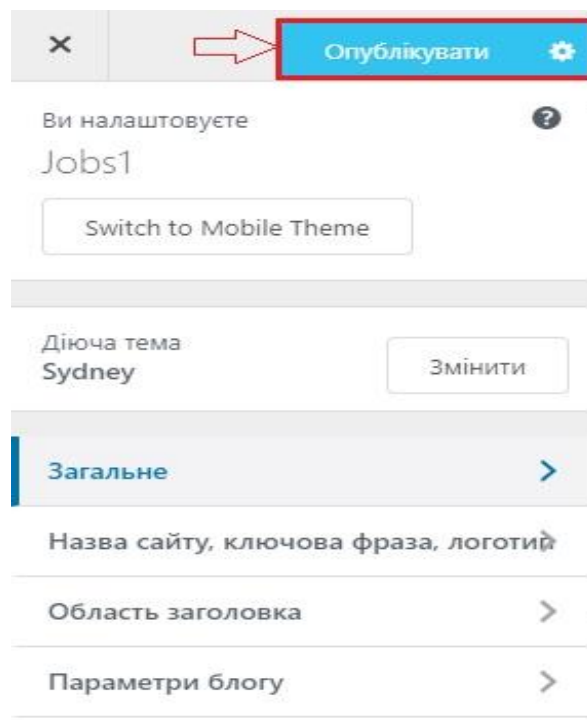 Опублікувати
Ви налаштовуєте
Jobs1
Switch to Mobile Theme
Діюча тема
Sydney
Змінити
Загальне
Назва сайту, ключова фраза, логотип
Область заголовка
Параметри блогу